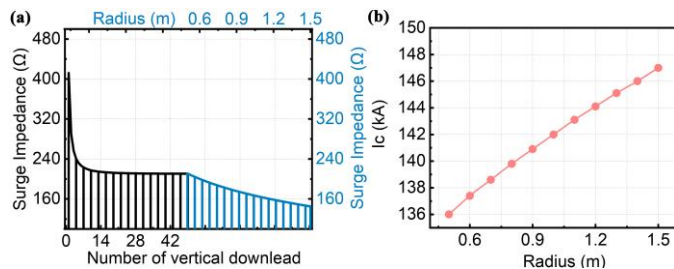 (a)
Radius (m)
0.6 0.9 1.2 1.5
480
400
320
240
160
Surge Impedance (Ω)
480
400
320
240
160
Surge Impedance (Ω)
0 14 28 42
Number of vertical downlead
(b)
150
148
146
144
142
140
138
136
Ic (kA)
0.6 0.9 1.2 1.5
Radius (m)